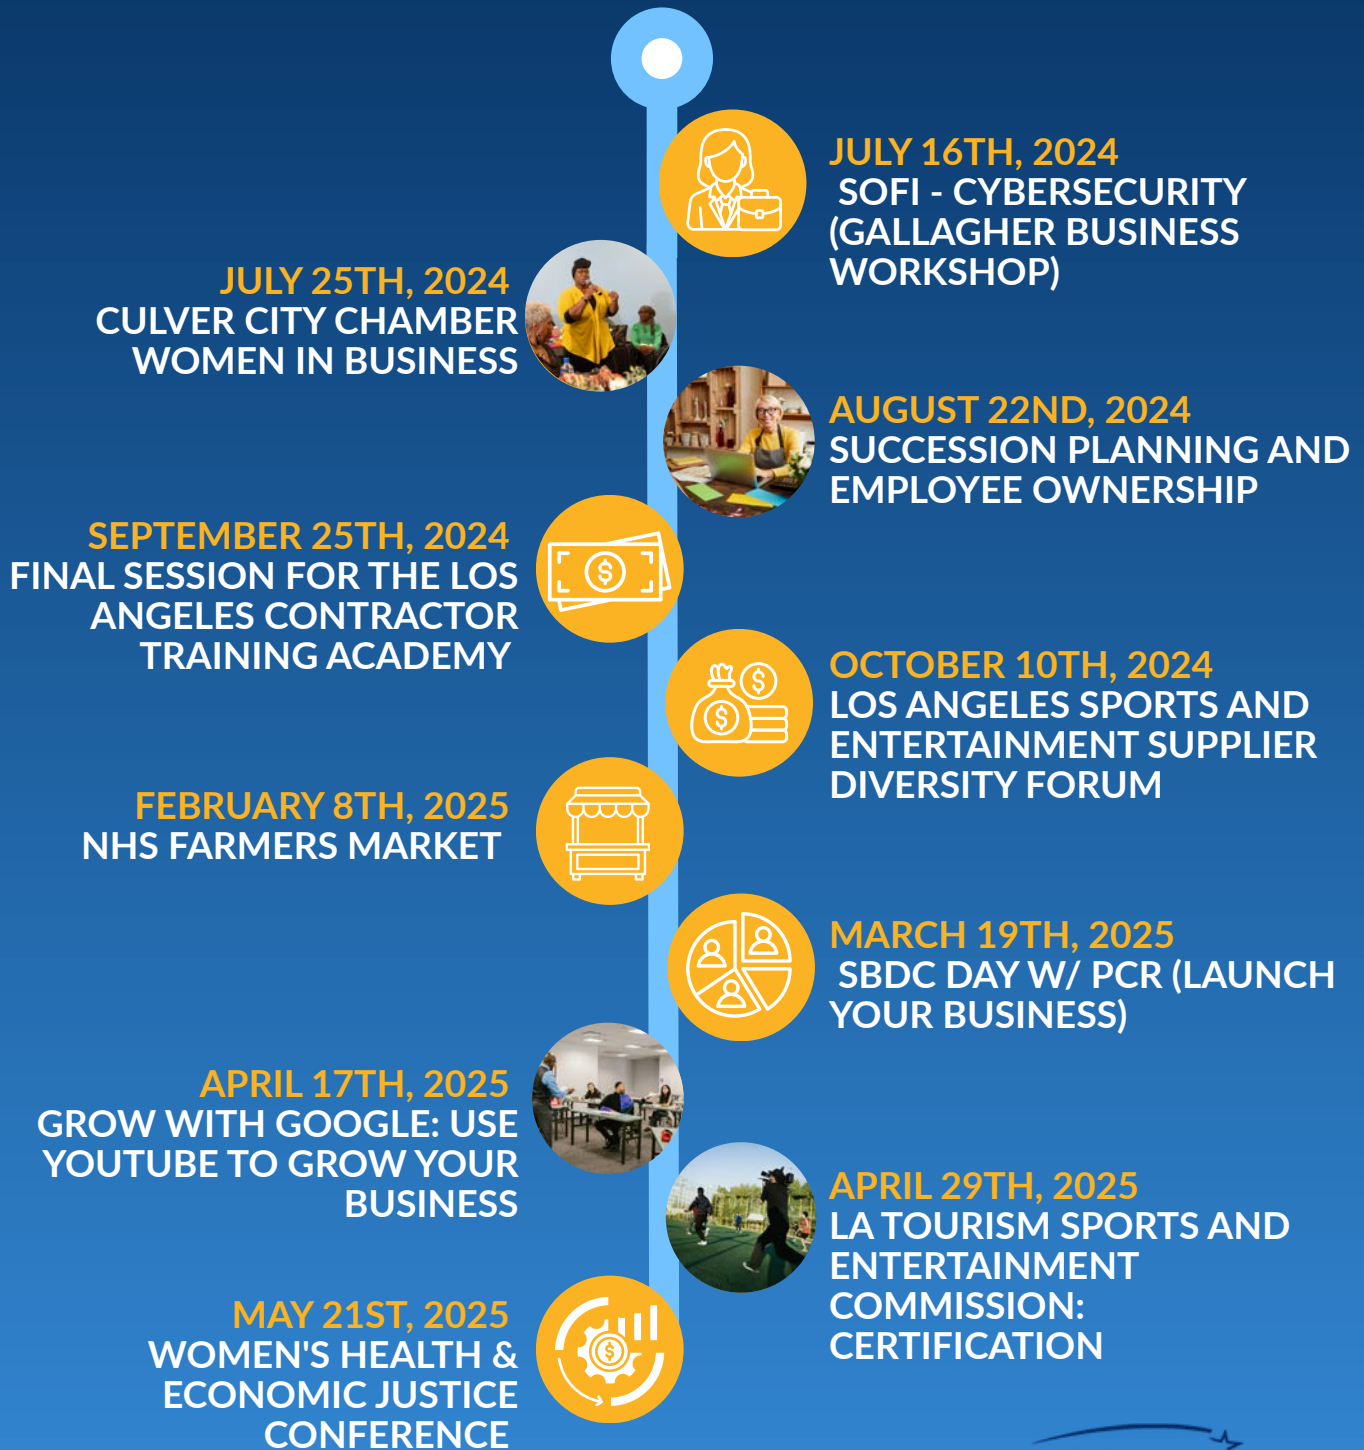 JULY 16TH, 2024
SOFI - CYBERSECURITY
(GALLAGHER BUSINESS
WORKSHOP)
JULY 25TH, 2024
CULVER CITY CHAMBER
WOMEN IN BUSINESS
AUGUST 22ND, 2024
SUCCESSION PLANNING AND
EMPLOYEE OWNERSHIP
SEPTEMBER 25TH, 2024
FINAL SESSION FOR THE LOS
ANGELES CONTRACTOR
TRAINING ACADEMY
OCTOBER 10TH, 2024
LOS ANGELES SPORTS AND
ENTERTAINMENT SUPPLIER
DIVERSITY FORUM
FEBRUARY 8TH, 2025
NHS FARMERS MARKET
MARCH 19TH, 2025
SBDC DAY W/ PCR (LAUNCH
YOUR BUSINESS)
APRIL 17TH, 2025
GROW WITH GOOGLE: USE
YOUTUBE TO GROW YOUR
BUSINESS
APRIL 29TH, 2025
LA TOURISM SPORTS AND
ENTERTAINMENT
COMMISSION:
CERTIFICATION
MAY 21ST, 2025
WOMEN'S HEALTH &
ECONOMIC JUSTICE
CONFERENCE